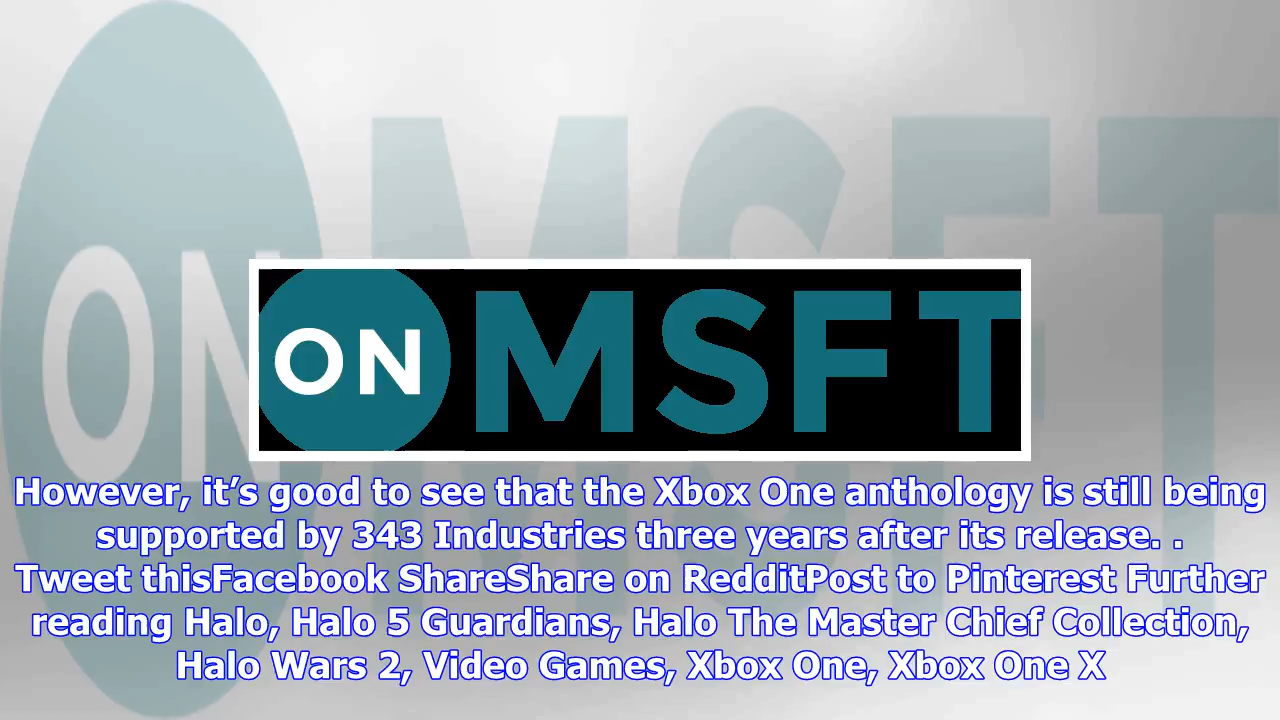 ON MSFT
ON MSFT
However, it’s good to see that the Xbox One anthology is still being
supported by 343 Industries three years after its release. .
Tweet thisFacebook ShareShare on RedditPost to Pinterest Further
reading Halo, Halo 5 Guardians, Halo The Master Chief Collection,
Halo Wars 2, Video Games, Xbox One, Xbox One X